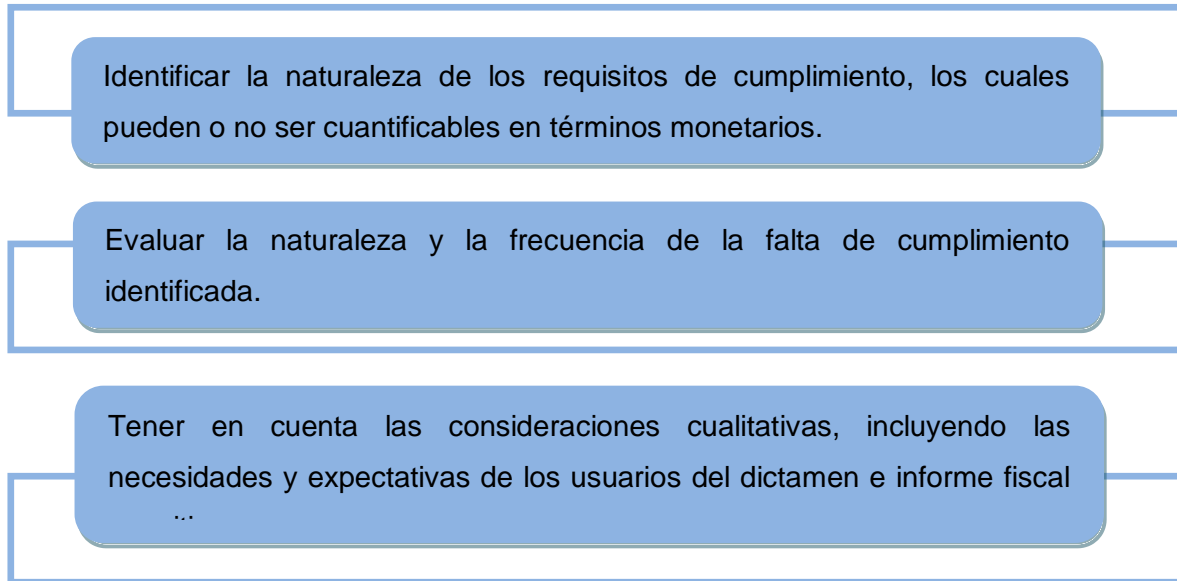 Identificar la naturaleza de los requisitos de cumplimiento, los cuales
pueden o no ser cuantificables en términos monetarios.
Evaluar la naturaleza y la frecuencia de la falta de cumplimiento
identificada.
Tener en cuenta las consideraciones cualitativas, incluyendo las
necesidades y expectativas de los usuarios del dictamen e informe fiscal